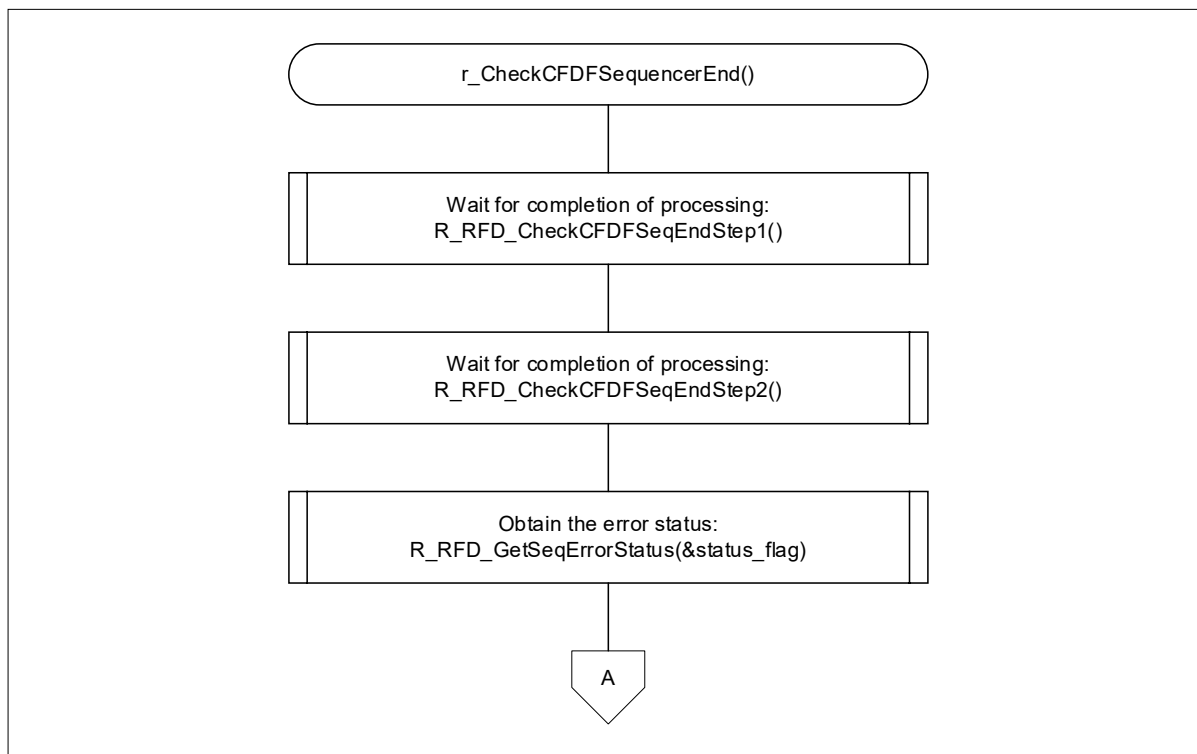 r_CheckCFDFSequencerEnd()
Wait for completion of processing:
R_RFD_CheckCFDFSeqEndStep1()
Wait for completion of processing:
R_RFD_CheckCFDFSeqEndStep2()
Obtain the error status:
R_RFD_GetSeqErrorStatus(&status_flag)
A